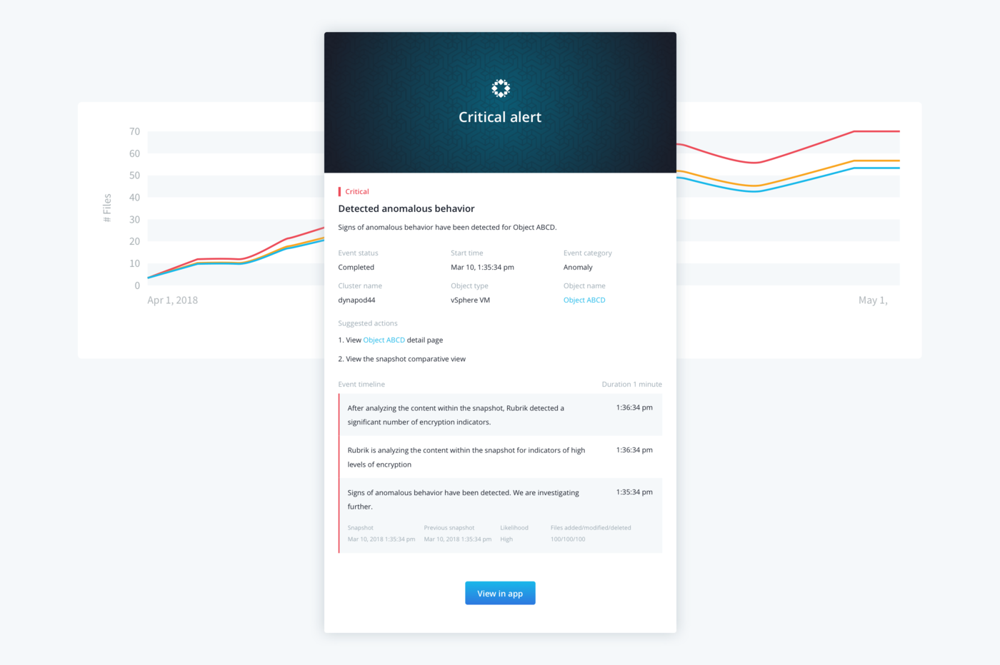 Critical alert
70
60
50
40
30
20
10
0
# Files
Apr 1, 2018
May 1,
Critical
Detected anomalous behavior
Signs of anomalous behavior have been detected for Object ABCD.
Event status Start time Event category
Completed Mar 10, 1:35:34 pm Anomaly
Cluster name Object type Object name
dynapod44 vSphere VM Object ABCD
Suggested actions
1. View Object ABCD detail page
2. View the snapshot comparative view
Event timeline Duration 1 minute
After analyzing the content within the snapshot, Rubrik detected a 1:36:34 pm
significant number of encryption indicators.
Rubrik is analyzing the content within the snapshot for indicators of high 1:36:34 pm
levels of encryption
Signs of anomalous behavior have been detected. We are investigating 1:35:34 pm
further.
Snapshot Previous snapshot Likelihood Files added/modified/deleted
Mar 10, 2018 1:35:34 pm Mar 10, 2018 1:35:34 pm High 100/100/100
View in app